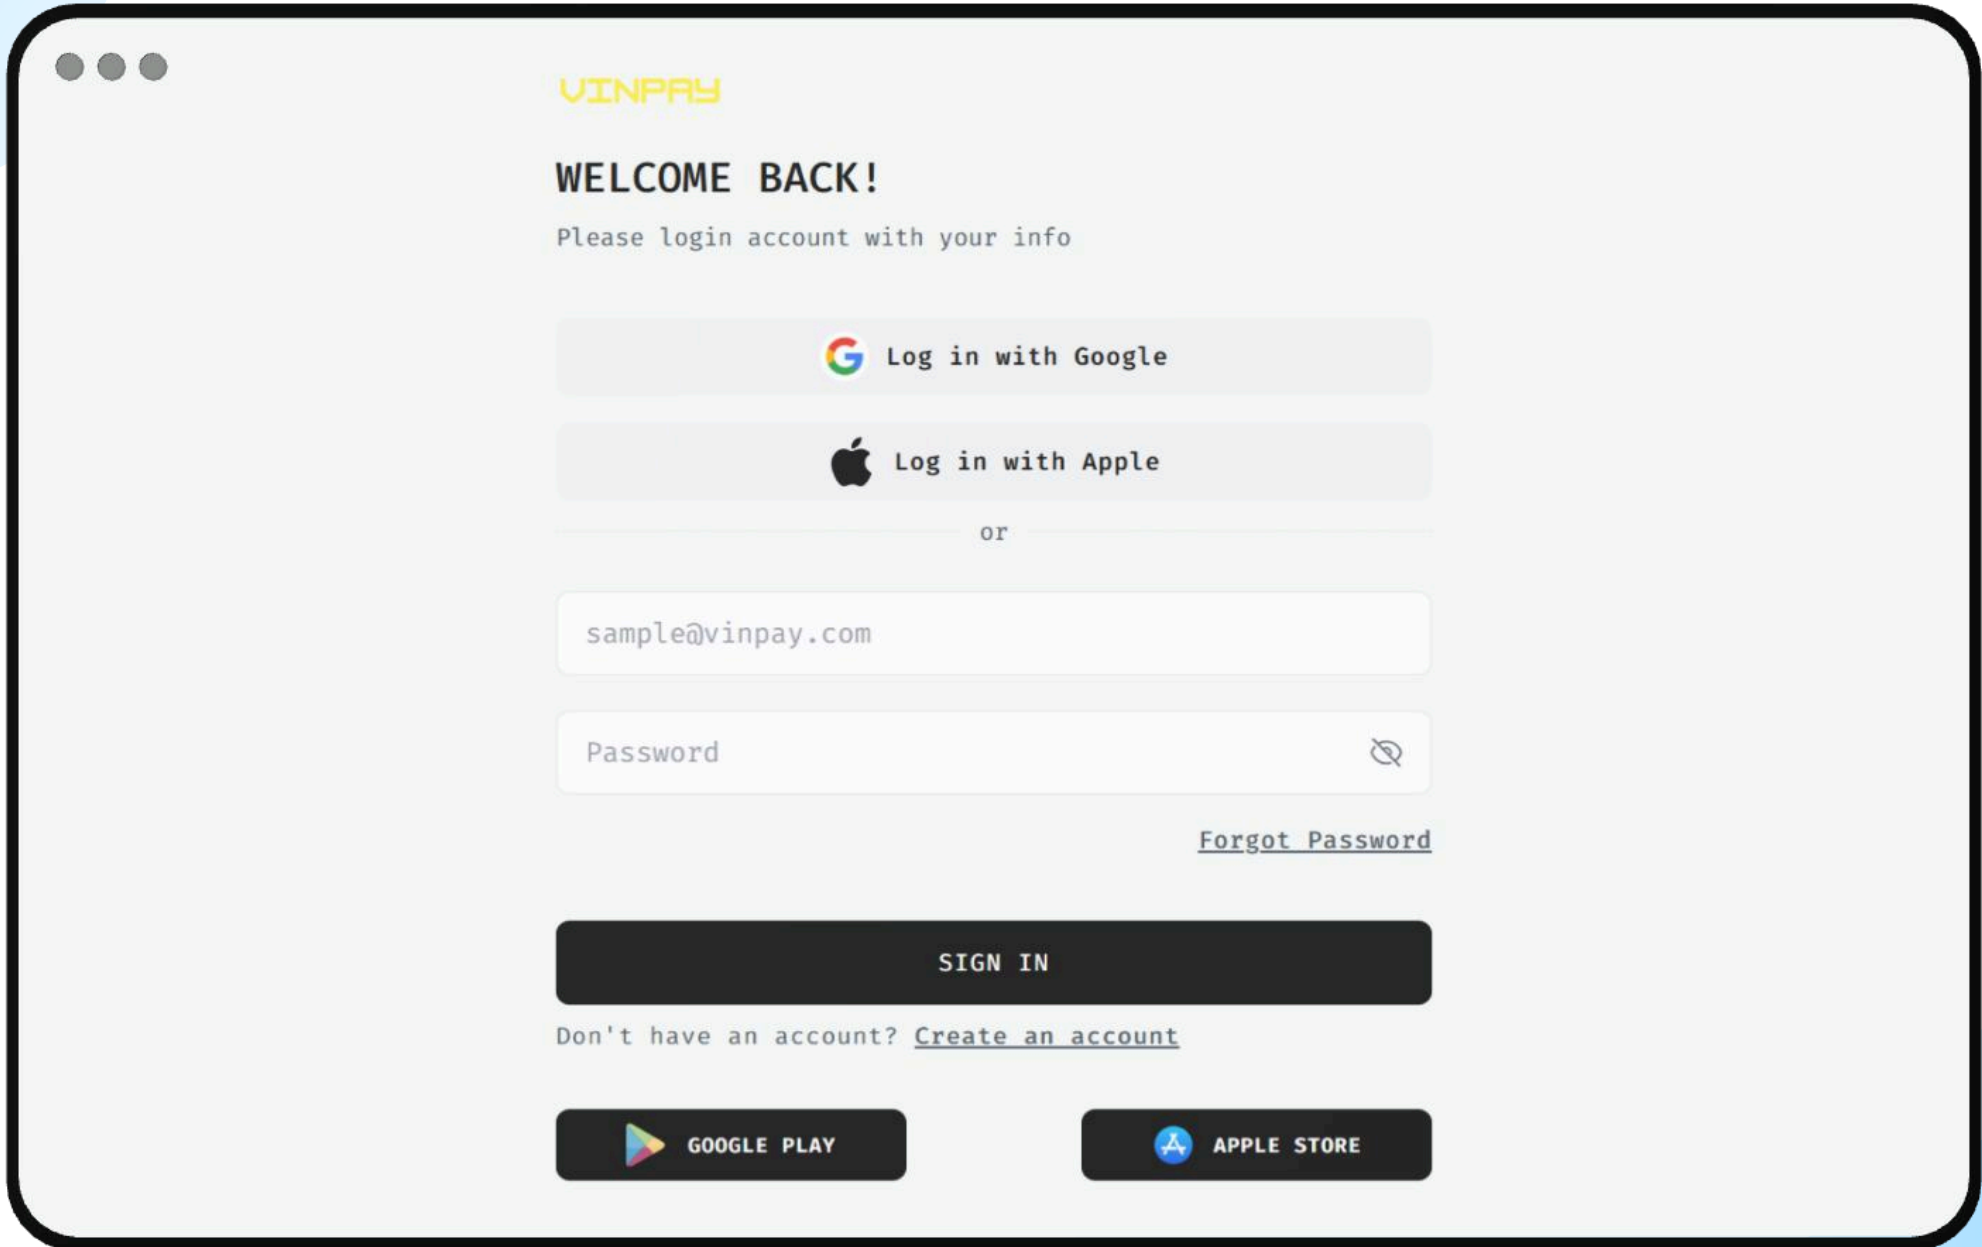 VINPAY
WELCOME BACK!
Please login account with your info
Log in with Google
Log in with Apple
or
sample@vinpay.com
Password
Forgot Password
SIGN IN
Don't have an account? Create an account
GOOGLE PLAY
APPLE STORE